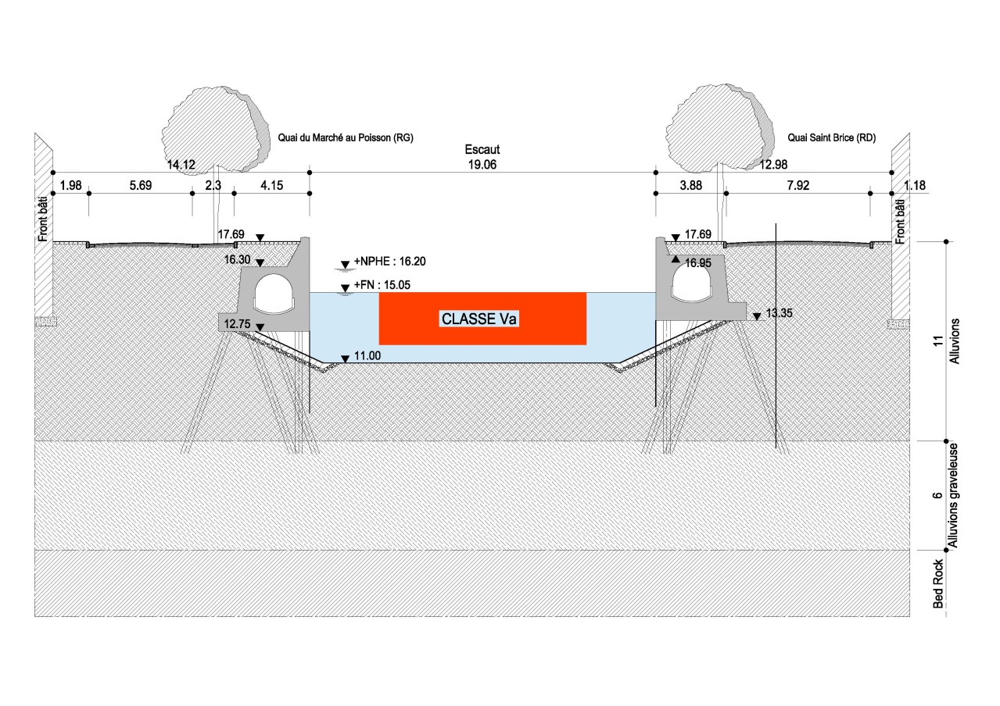 Quai du Marché au Poisson (RG)
Quai Saint Brice (RD)
Escaut
14.12
19.06
12.98
1.98
5.69
2.3
4.15
3.88
7.92
1.18
Front bâti
Front bâti
17.69
17.69
16.30
+NPHE : 16.20
16.95
+FN : 15.05
CLASSE Va
12.75
13.35
11.00
11
Alluvions
6
Alluvions graveleuse
Bed Rock